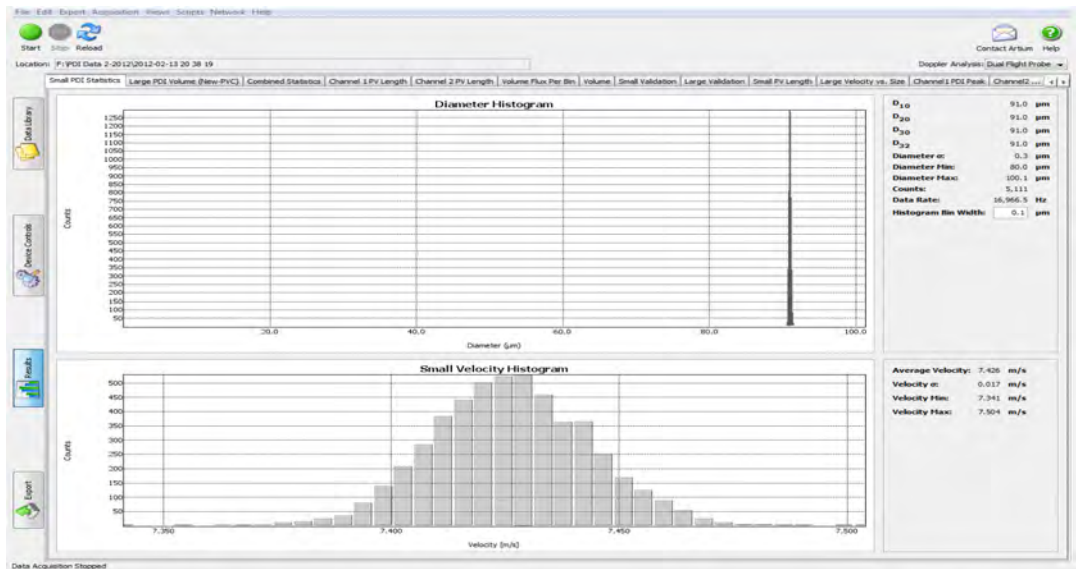 File Edit Export Acquisition Views Scripts Network Help
Start Stop Reload Contact Artium Help
Location: F:\PDI Data 2-2012\2012-02-13 20 38 19 Doppler Analysis: Dual Flight Probe
Small PDI Statistics Large PDI Volume (New-PVC) Combined Statistics Channel 1 PV Length Channel 2 PV Length Volume Flux Per Bin Volume Small Validation Large Validation Small PV Length Large Velocity vs. Size Channel1 PDI Peak Channel2 ...
Data Library
Device Controls
Results
Export
Diameter Histogram
Counts
1250
1200
1150
1100
1050
1000
950
900
850
800
750
700
650
600
550
500
450
400
350
300
250
200
150
100
50
20.0 40.0 60.0 80.0 100.0
Diameter (µm)
D10 91.0 µm
D20 91.0 µm
D30 91.0 µm
D32 91.0 µm
Diameter σ: 0.3 µm
Diameter Min: 80.0 µm
Diameter Max: 100.1 µm
Counts: 5,111
Data Rate: 16,966.5 Hz
Histogram Bin Width: 0.1 µm
Small Velocity Histogram
Counts
500
450
400
350
300
250
200
150
100
50
7.350 7.400 7.450 7.500
Velocity (m/s)
Average Velocity: 7.426 m/s
Velocity σ: 0.017 m/s
Velocity Min: 7.341 m/s
Velocity Max: 7.504 m/s
Data Acquisition Stopped